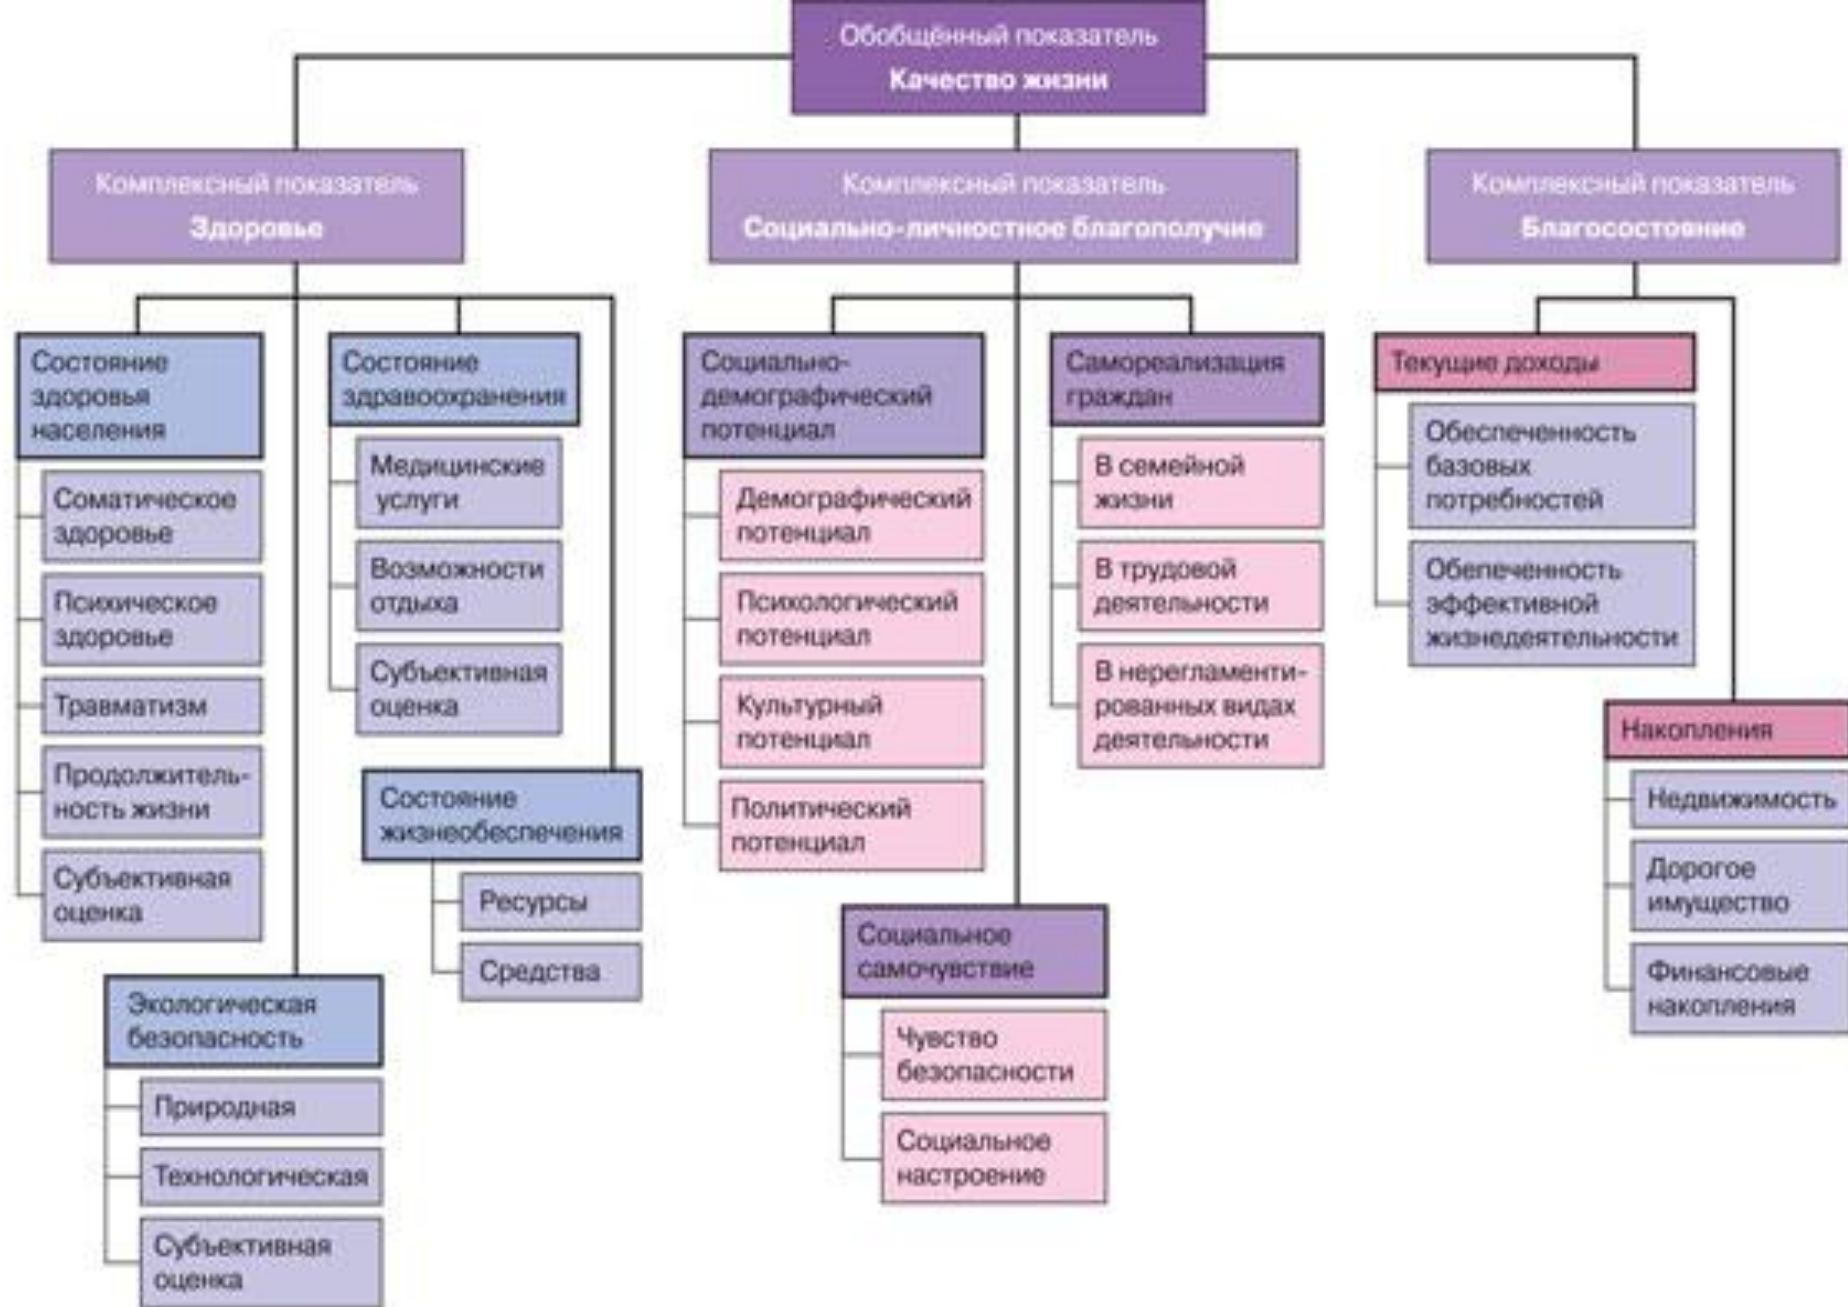 Обобщённый показатель
Качество жизни
Комплексный показатель
Здоровье
Состояние
здоровья
населения
Соматическое
здоровье
Психическое
здоровье
Травматизм
Продолжитель-
ность жизни
Субъективная
оценка
Экологическая
безопасность
Природная
Технологическая
Субъективная
оценка
Состояние
здравоохранения
Медицинские
услуги
Возможности
отдыха
Субъективная
оценка
Состояние
жизнеобеспечения
Ресурсы
Средства
Комплексный показатель
Социально-личностное благополучие
Социально-
демографический
потенциал
Демографический
потенциал
Психологический
потенциал
Культурный
потенциал
Политический
потенциал
Социальное
самочувствие
Чувство
безопасности
Социальное
настроение
Самореализация
граждан
В семейной
жизни
В трудовой
деятельности
В нерегламенти-
рованных видах
деятельности
Комплексный показатель
Благосостояние
Текущие доходы
Обеспеченность
базовых
потребностей
Обепеченность
эффективной
жизнедеятельности
Накопления
Недвижимость
Дорогое
имущество
Финансовые
накопления